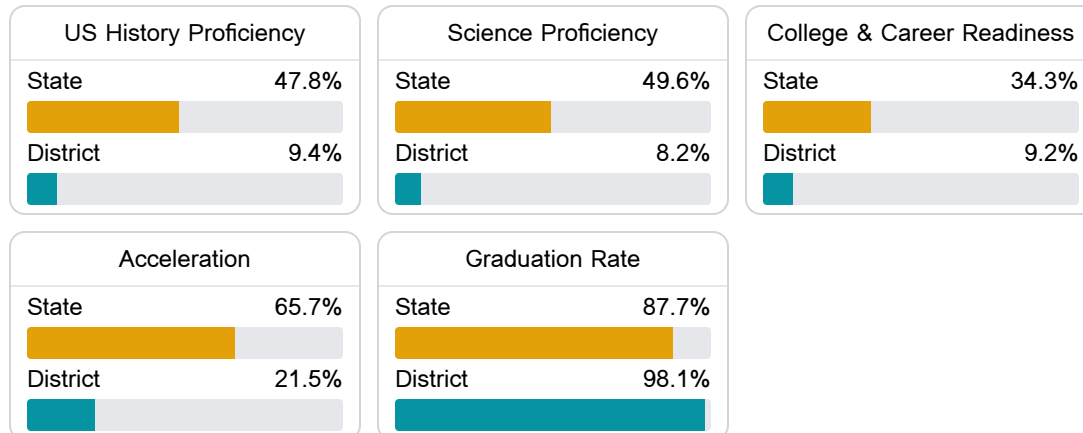 US History Proficiency
State 47.8%
District 9.4%
Science Proficiency
State 49.6%
District 8.2%
College & Career Readiness
State 34.3%
District 9.2%
Acceleration
State 65.7%
District 21.5%
Graduation Rate
State 87.7%
District 98.1%